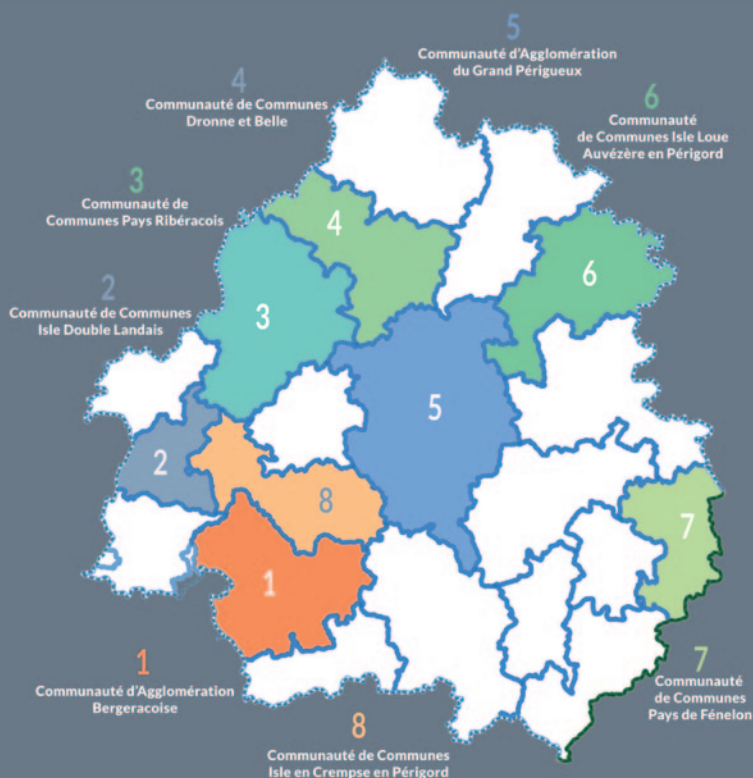 5
Communauté d'Agglomération
du Grand Périgueux
4
Communauté de Communes
Dronne et Belle
6
Communauté
de Communes Isle Loue
Auvézère en Périgord
3
Communauté de
Communes Pays Ribéracois
2
Communauté de Communes
Isle Double Landais
4
6
3
5
2
8
7
1
1
Communauté d'Agglomération
Bergeracoise
7
Communauté
de Communes
Pays de Fénelon
8
Communauté de Communes
Isle en Crempse en Périgord